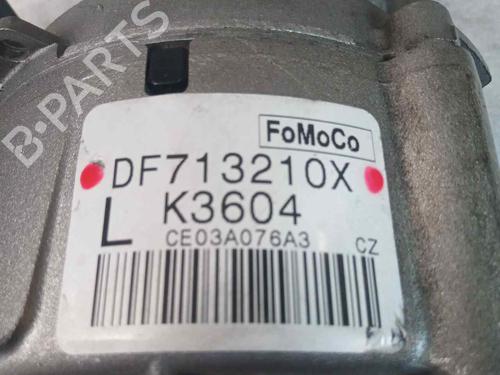 B-PARTS
FoMoCo
DF713210X
L K3604
CE03A076A3 CZ